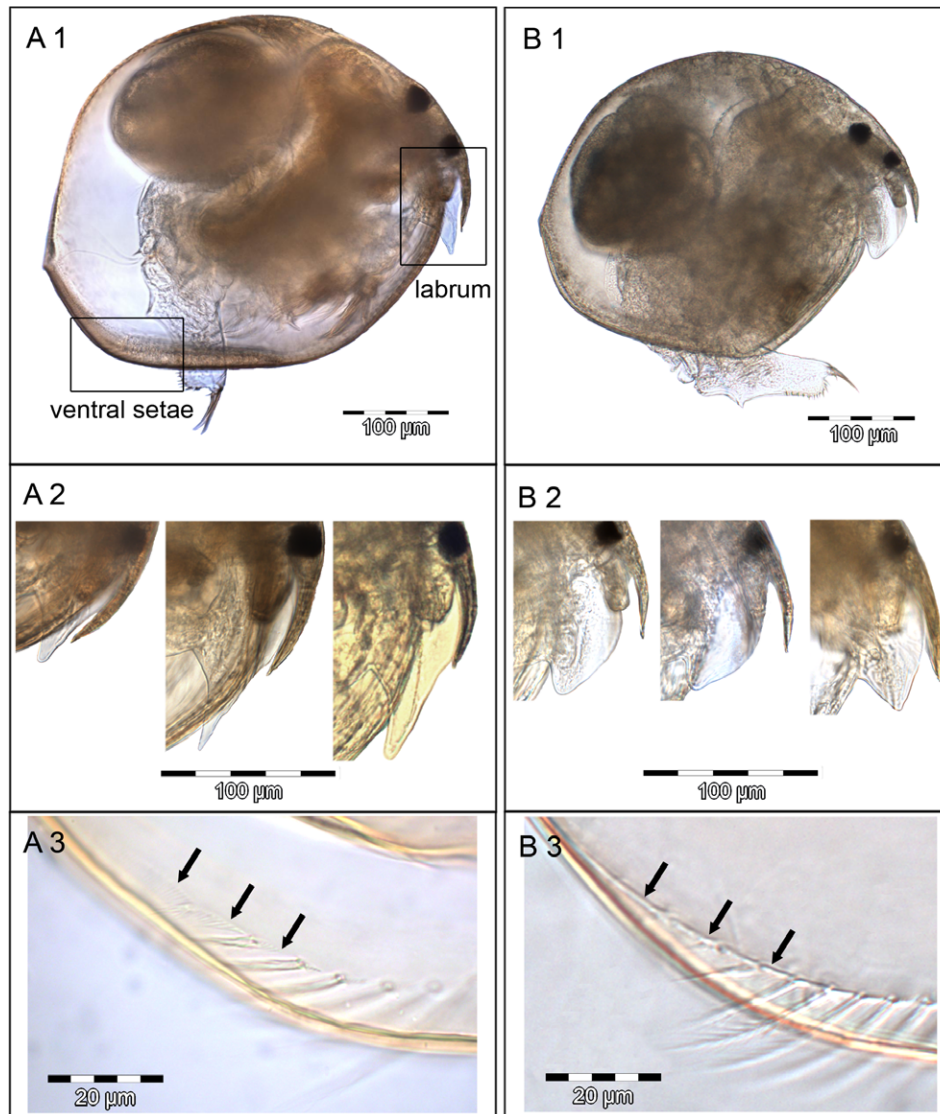 A 1
labrum
ventral setae
100 µm
B 1
100 µm
A 2
100 µm
B 2
100 µm
A 3
20 µm
B 3
20 µm